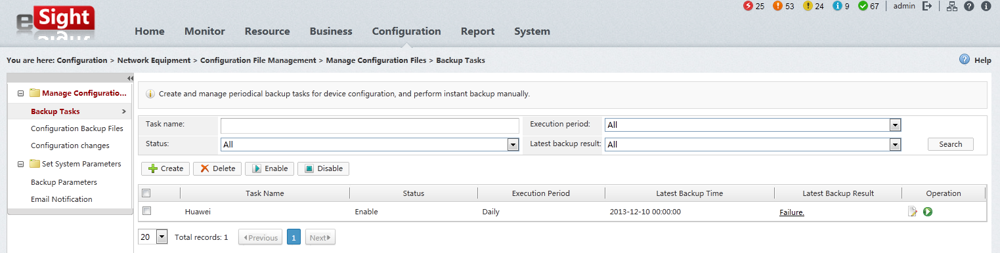 eSight
25 53 24 9 67 admin
Home Monitor Resource Business Configuration Report System
You are here: Configuration > Network Equipment > Configuration File Management > Manage Configuration Files > Backup Tasks
Help
Manage Configuratio...
Backup Tasks
Configuration Backup Files
Configuration changes
Set System Parameters
Backup Parameters
Email Notification
Create and manage periodical backup tasks for device configuration, and perform instant backup manually.
Task name: Execution period: All
Status: All Latest backup result: All Search
Create Delete Enable Disable
Task Name Status Execution Period Latest Backup Time Latest Backup Result Operation
Huawei Enable Daily 2013-12-10 00:00:00 Failure.
20 Total records: 1 Previous 1 Next